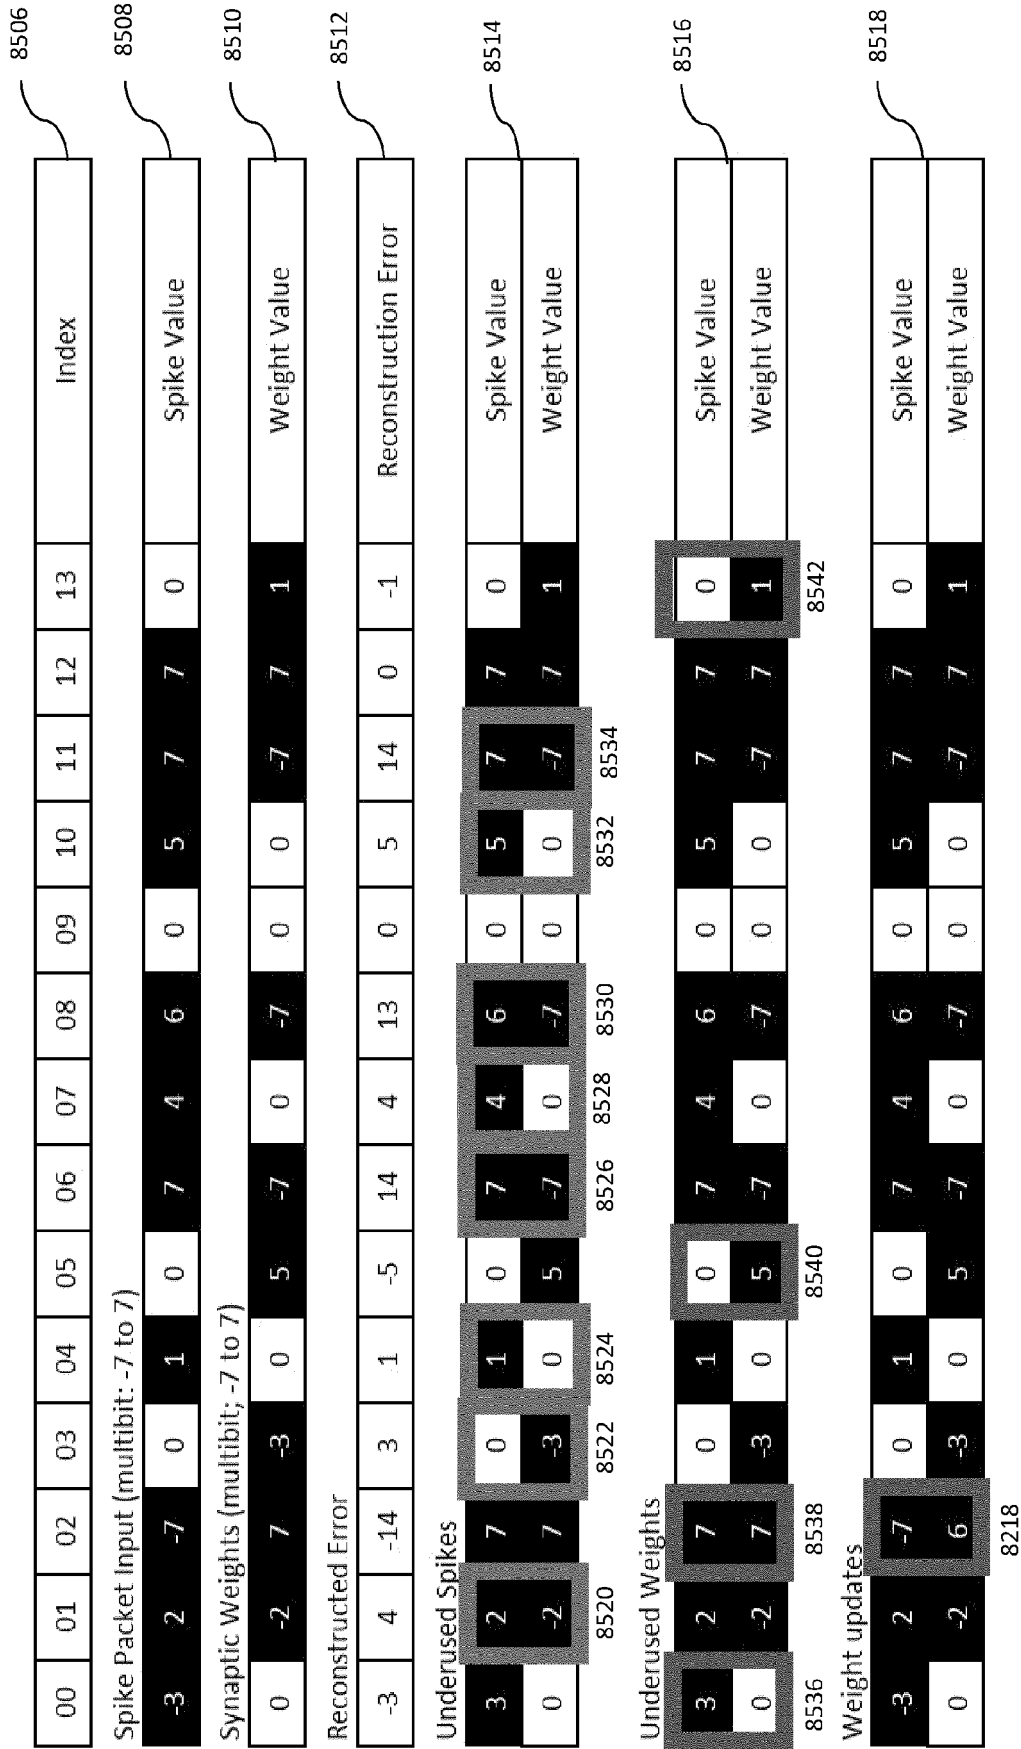 00 01 02 03 04 05 06 07 08 09 10 11 12 13 Index 8506
Spike Packet Input (multibit: -7 to 7)
-3 2 -7 0 1 0 7 4 6 0 5 7 7 0 Spike Value 8508
Synaptic Weights (multibit; -7 to 7)
0 -2 7 -3 0 5 -7 0 -7 0 0 -7 7 1 Weight Value 8510
Reconstructed Error
-3 4 -14 3 1 -5 14 4 13 0 5 14 0 -1 Reconstruction Error 8512
Underused Spikes
3 2 7 0 1 0 7 4 6 0 5 7 7 0 Spike Value 8514
0 -2 7 -3 0 5 -7 0 -7 0 0 -7 7 1 Weight Value
8520 8522 8524 8526 8528 8530 8532 8534
Underused Weights
3 2 7 0 1 0 7 4 6 0 5 7 7 0 Spike Value 8516
0 -2 7 -3 0 5 -7 0 -7 0 0 -7 7 1 Weight Value
8536 8538 8540 8542
Weight updates
-3 2 -7 0 1 0 7 4 6 0 5 7 7 0 Spike Value 8518
0 -2 6 -3 0 5 -7 0 -7 0 0 -7 7 1 Weight Value
8218